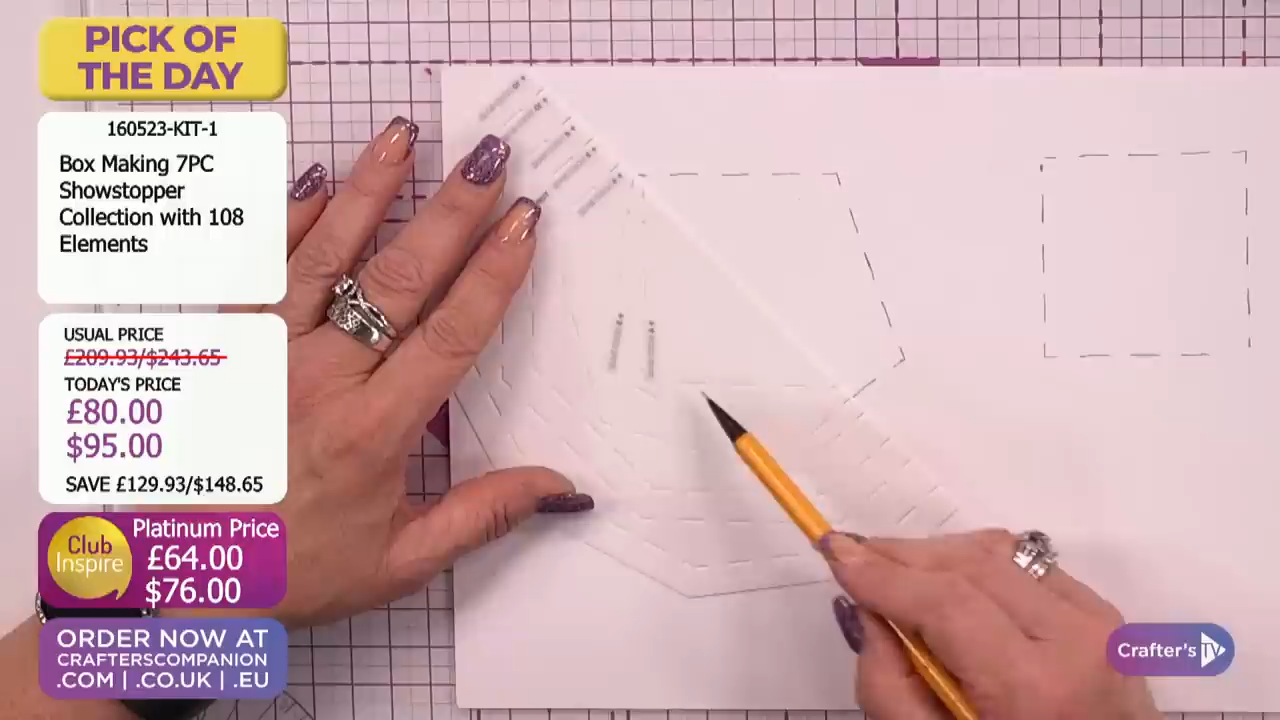 PICK OF
THE DAY
160523-KIT-1
Box Making 7PC
Showstopper
Collection with 108
Elements
USUAL PRICE
£209.93/$243.65
TODAY'S PRICE
£80.00
$95.00
SAVE £129.93/$148.65
Club
Inspire
Platinum Price
£64.00
$76.00
ORDER NOW AT
CRAFTERSCOMPANION
.COM | .CO.UK | .EU
Crafter's TV